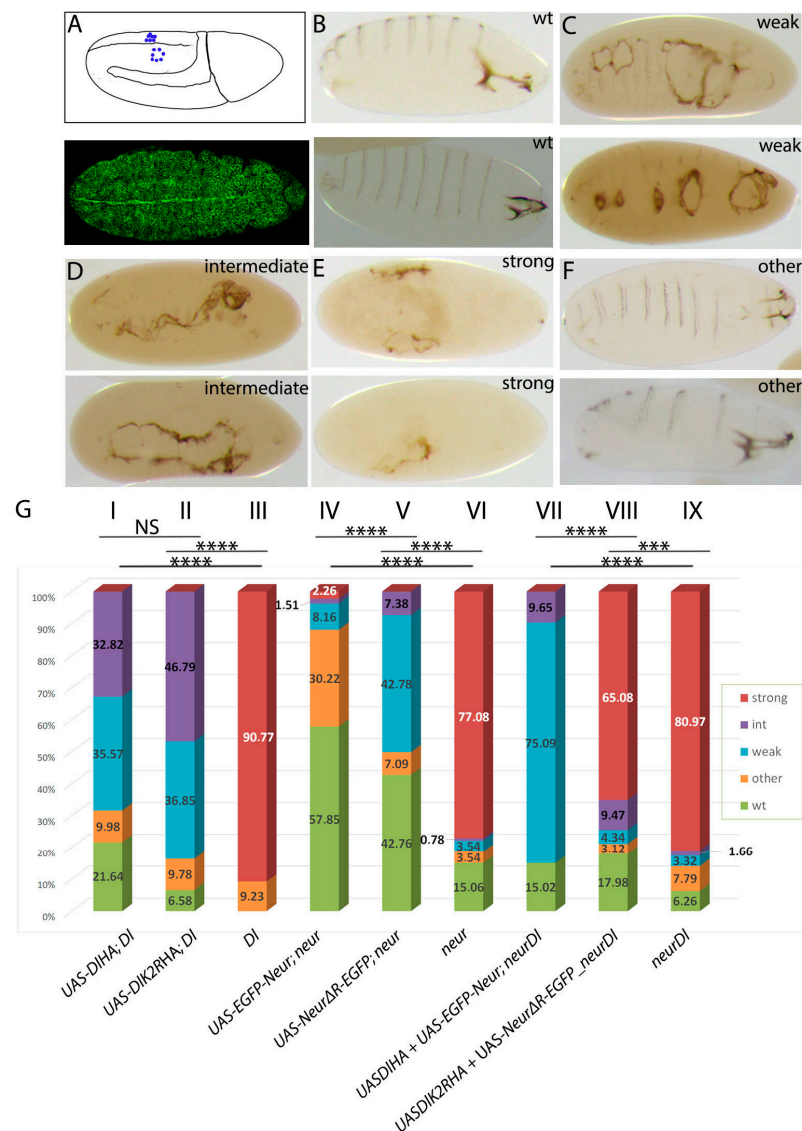 A
B
wt
C
weak
wt
weak
D
intermediate
E
strong
F
other
intermediate
strong
other
G
I II III IV V VI VII VIII IX
NS **** ****
**** **** ***
**** **** ****
100%
90%
80%
70%
60%
50%
40%
30%
20%
10%
0%
32.82
35.57
9.98
21.64
46.79
36.85
9.78
6.58
90.77
9.23
2.26
1.51
8.16
30.22
57.85
7.38
42.78
7.09
42.76
77.08
0.78
3.54
3.54
15.06
9.65
75.09
15.02
65.08
9.47
4.34
3.12
17.98
80.97
1.66
3.32
7.79
6.26
strong
int
weak
other
wt
UAS-DlHA; Dl
UAS-DlK2RHA; Dl
Dl
UAS-EGFP-Neur; neur
UAS-NeurΔR-EGFP; neur
neur
UASDlHA + UAS-EGFP-Neur; neurDl
UASDlK2RHA + UAS-NeurΔR-EGFP_neurDl
neurDl